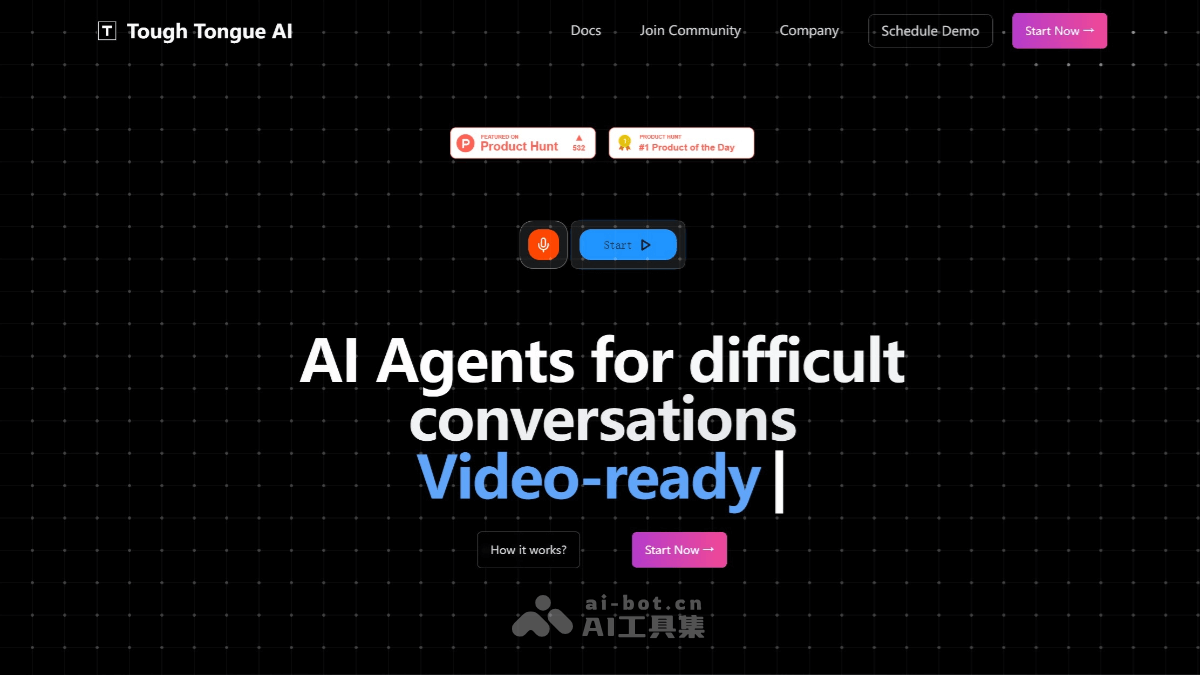 T Tough Tongue AI
Docs Join Community Company Schedule Demo Start Now →
FEATURED ON
P Product Hunt 532
PRODUCT HUNT
1 #1 Product of the Day
Start
AI Agents for difficult
conversations
Video-ready
How it works? Start Now →
ai-bot.cn
AI工具集